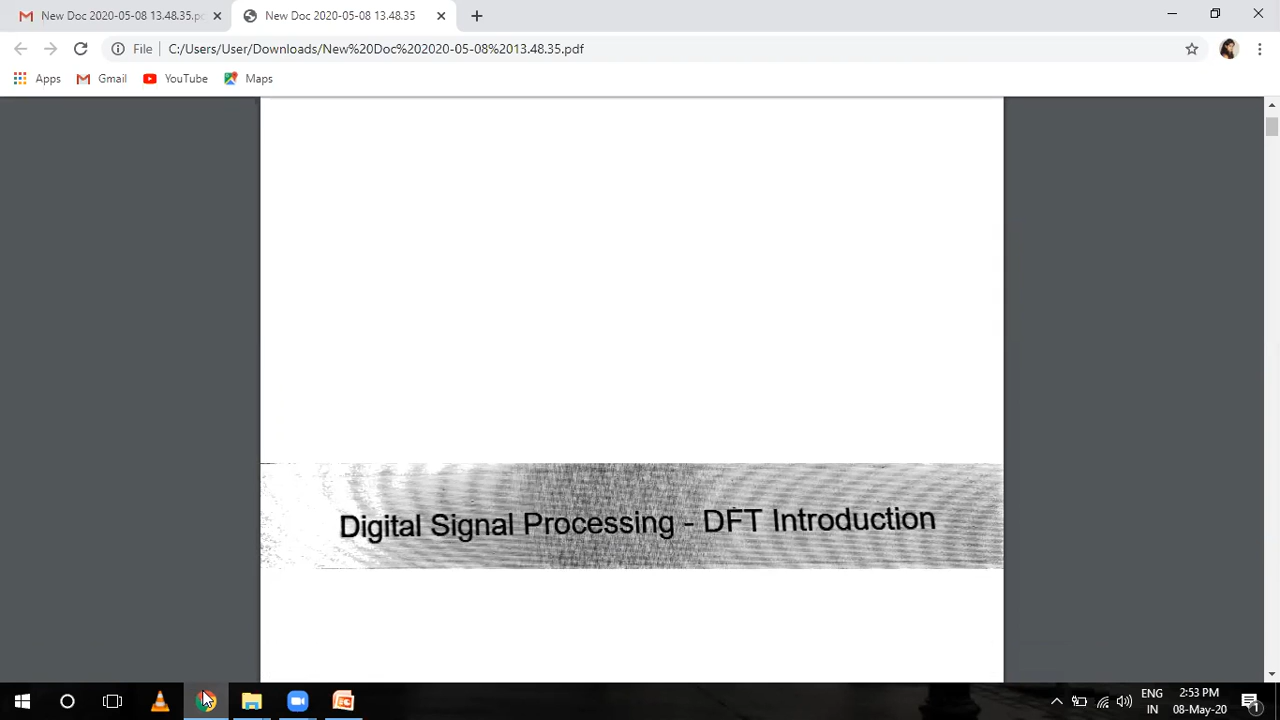 New Doc 2020-05-08 13.48.35.p
New Doc 2020-05-08 13.48.35
File
C:/Users/User/Downloads/New%20Doc%202020-05-08%2013.48.35.pdf
Apps
Gmail
YouTube
Maps
Digital Signal Processing - DFT Introduction
ENG
IN
2:53 PM
08-May-20
1